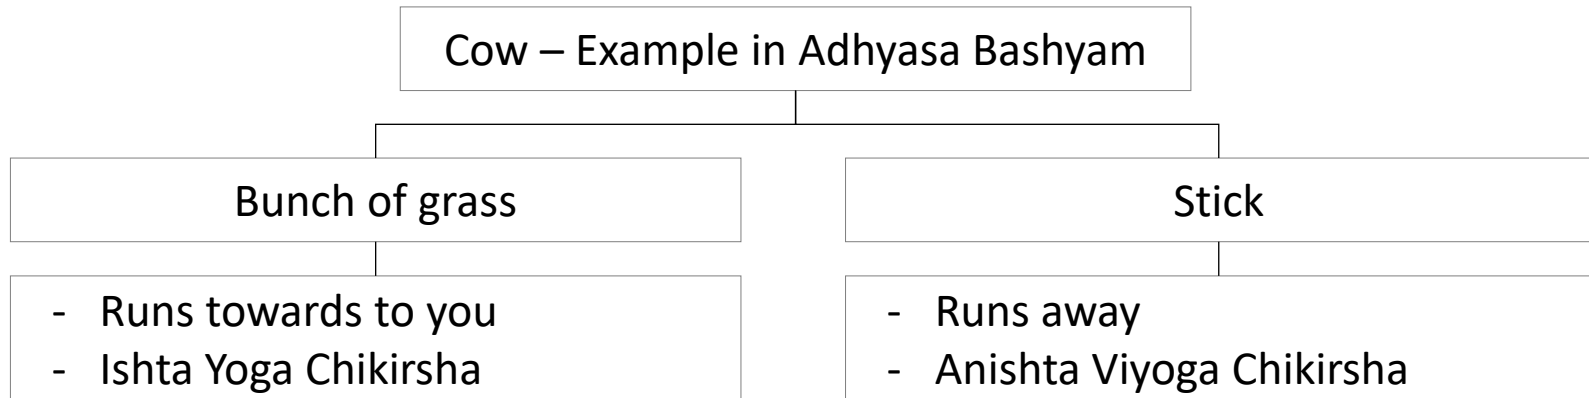 Cow – Example in Adhyasa Bashyam
Bunch of grass
Stick
- Runs towards to you
- Ishta Yoga Chikirsha
- Runs away
- Anishta Viyoga Chikirsha